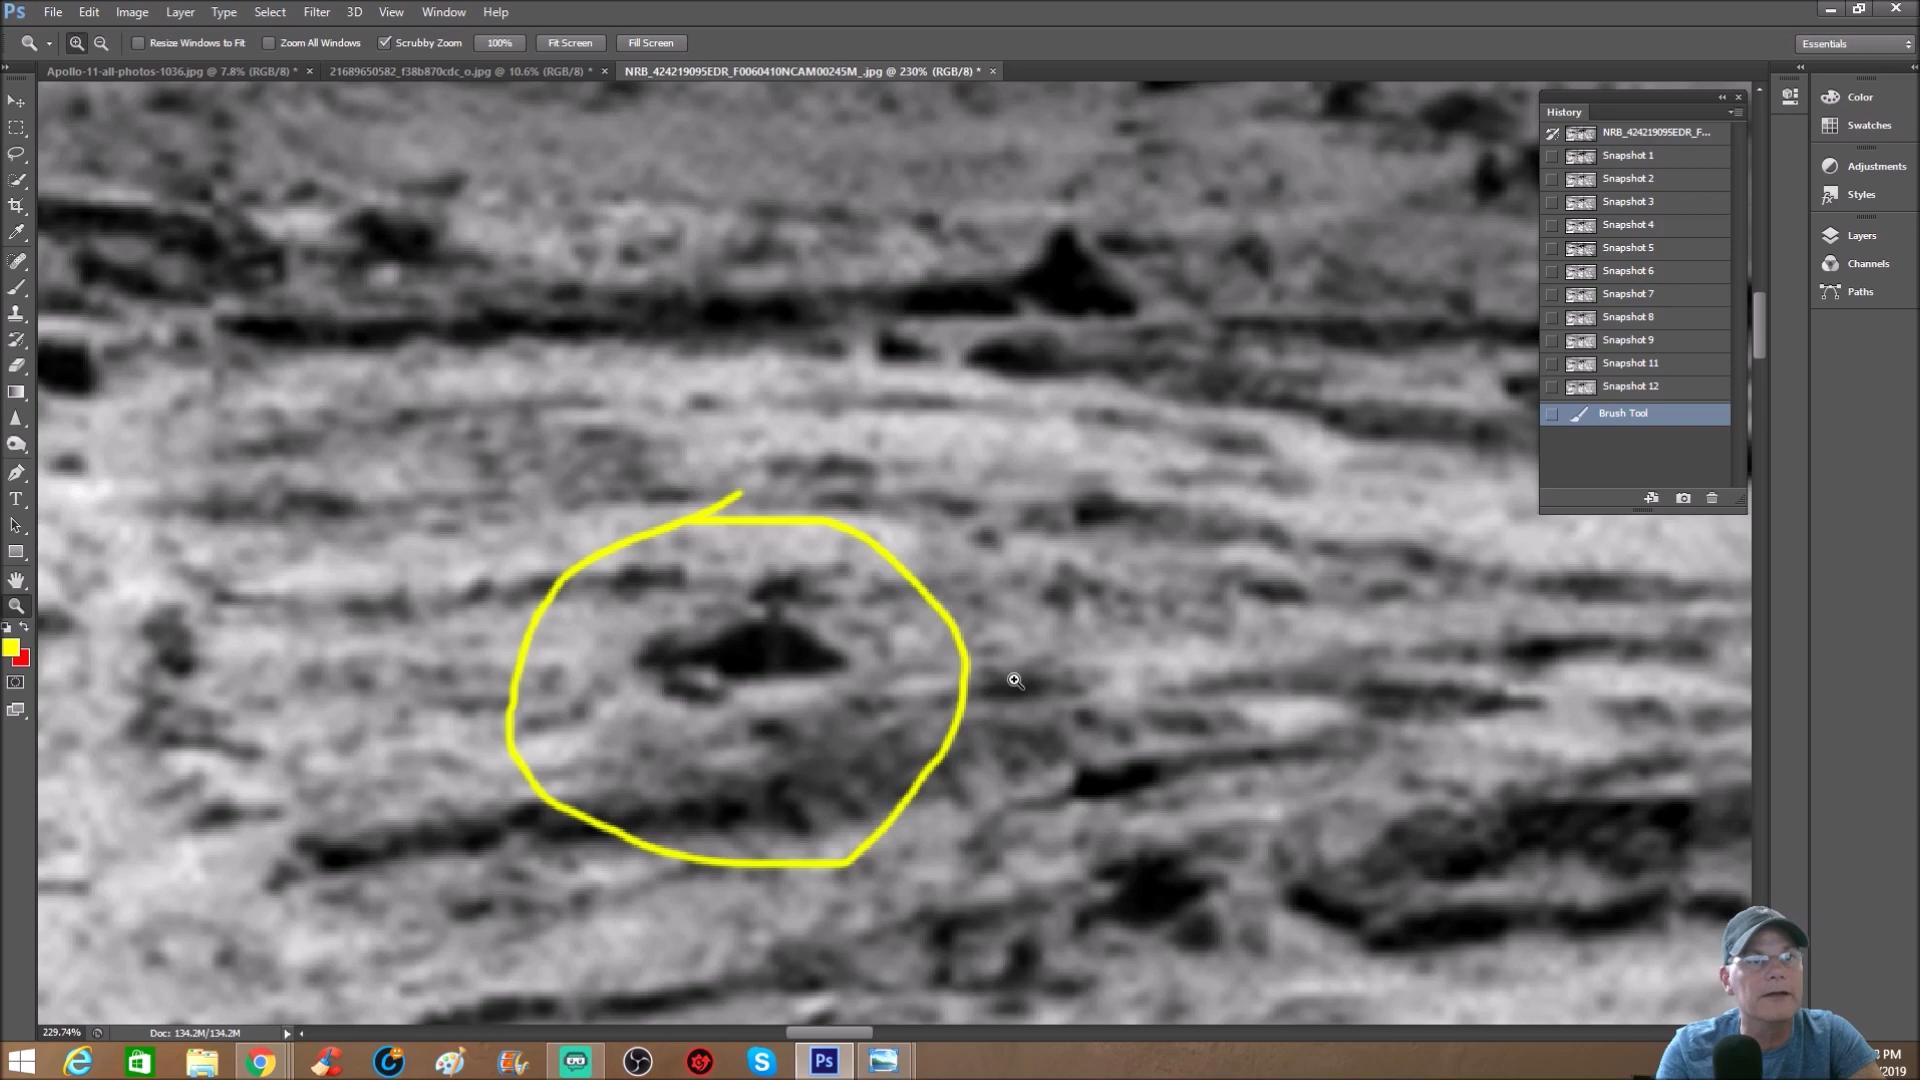 Ps File Edit Image Layer Type Select Filter 3D View Window Help
Resize Windows to Fit Zoom All Windows Scrubby Zoom 100% Fit Screen Fill Screen Essentials
Apollo-11-all-photos-1036.jpg @ 7.8% (RGB/8) * 21689650582_f38b870cdc_o.jpg @ 10.6% (RGB/8) * NRB_424219095EDR_F0060410NCAM00245M_.jpg @ 230% (RGB/8) *
History
NRB_424219095EDR_F...
Snapshot 1
Snapshot 2
Snapshot 3
Snapshot 4
Snapshot 5
Snapshot 6
Snapshot 7
Snapshot 8
Snapshot 9
Snapshot 11
Snapshot 12
Brush Tool
Color
Swatches
Adjustments
Styles
Layers
Channels
Paths
T
229.74% Doc: 134.2M/134.2M
Ps
PM
/2019